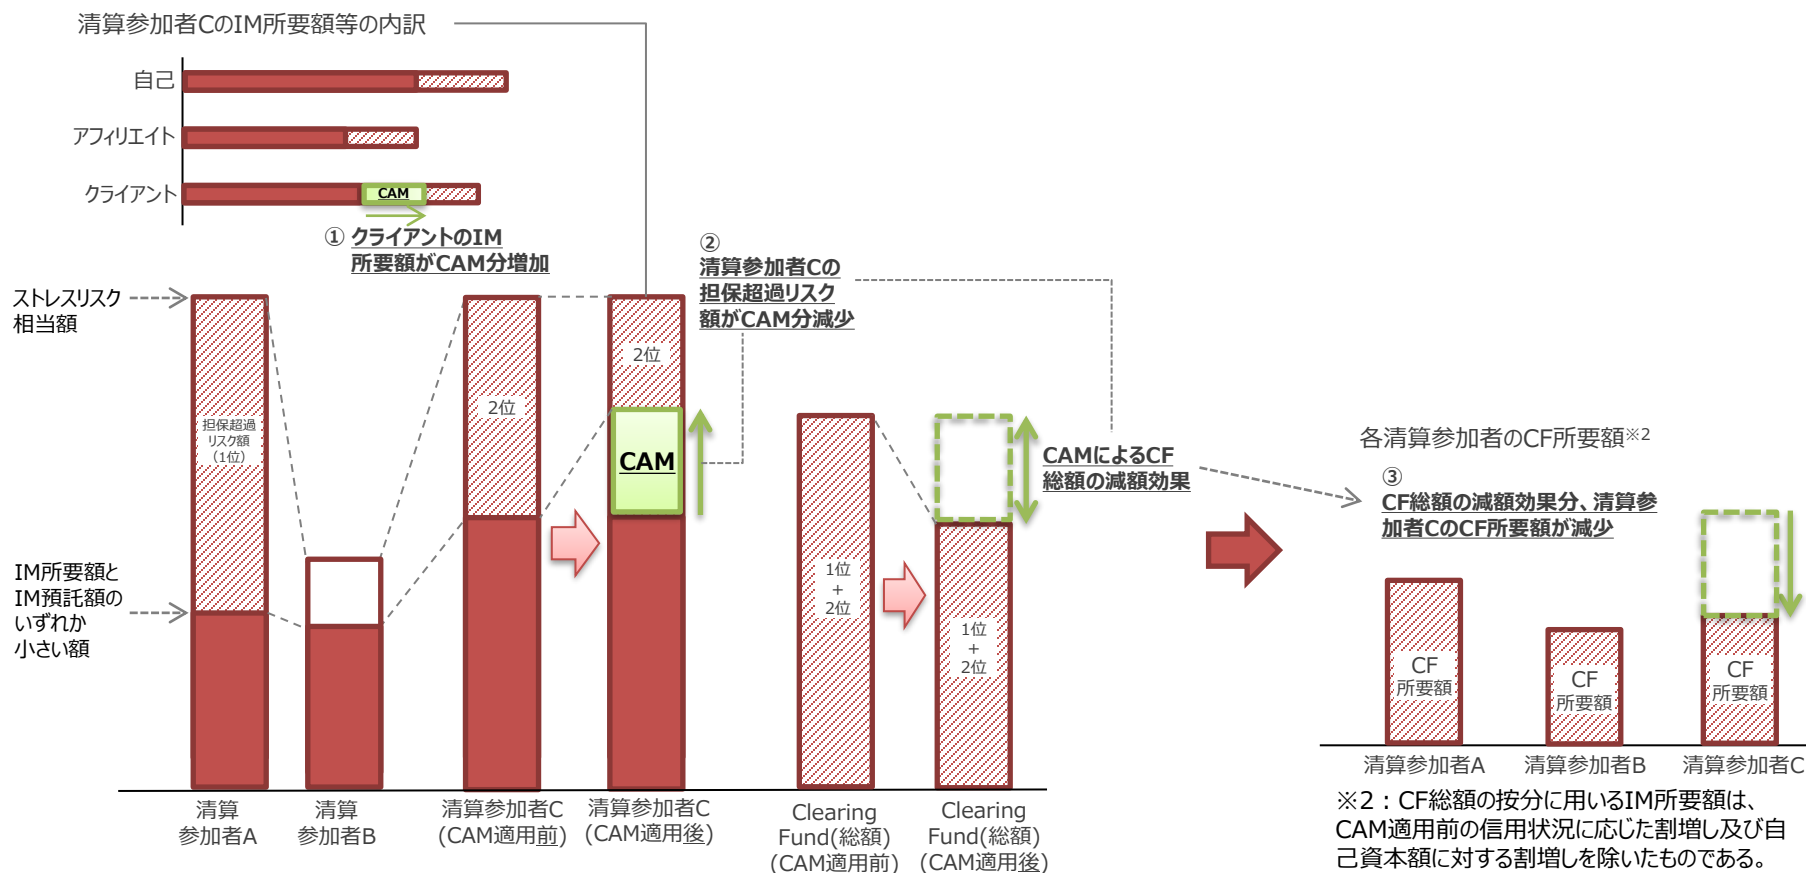 清算参加者CのIM所要額等の内訳
自己
アフィリエイト
クライアント
CAM
① クライアントのIM
所要額がCAM分増加
②
清算参加者Cの
担保超過リスク
額がCAM分減少
ストレスリスク
相当額
IM所要額と
IM預託額の
いずれか
小さい額
担保超過
リスク額
（1位）
2位
2位
CAM
1位
+
2位
1位
+
2位
CAMによるCF
総額の減額効果
清算
参加者A
清算
参加者B
清算参加者C
(CAM適用前)
清算参加者C
(CAM適用後)
Clearing
Fund(総額)
(CAM適用前)
Clearing
Fund(総額)
(CAM適用後)
各清算参加者のCF所要額※2
③
CF総額の減額効果分、清算参
加者CのCF所要額が減少
CF
所要額
CF
所要額
CF
所要額
清算参加者A
清算参加者B
清算参加者C
※2：CF総額の按分に用いるIM所要額は、
CAM適用前の信用状況に応じた割増し及び自
己資本額に対する割増しを除いたものである。